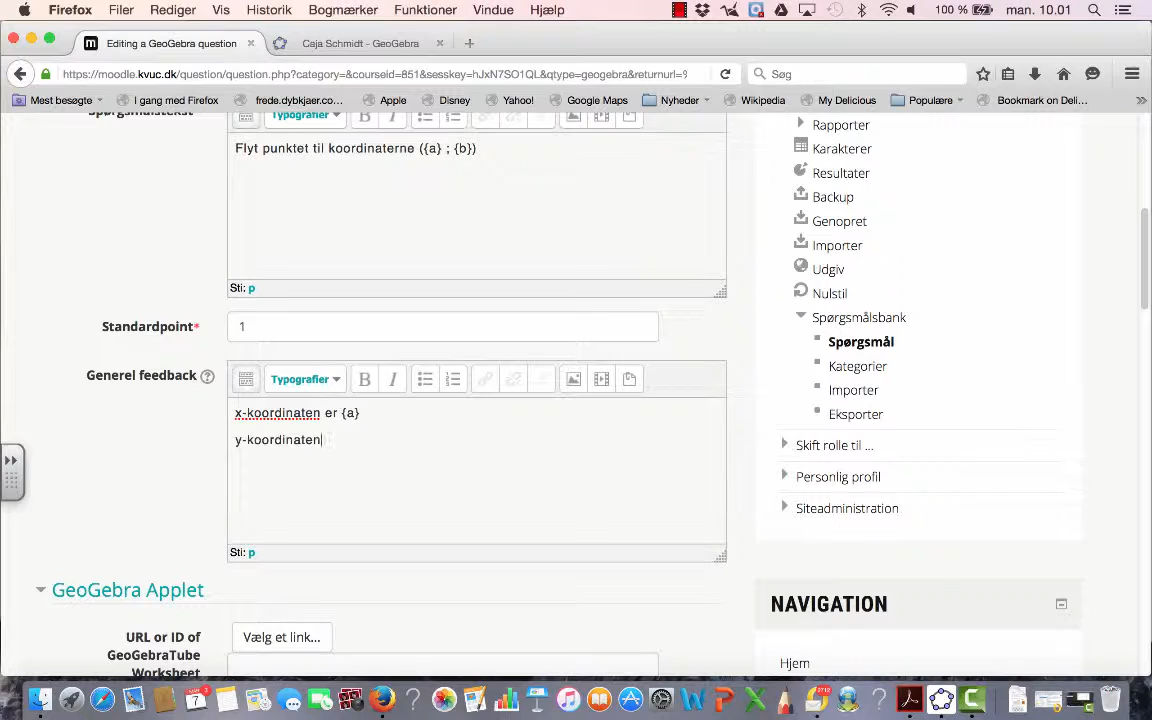 Firefox Filer Rediger Vis Historik Bogmærker Funktioner Vindue Hjælp 100 % man. 10.01
Editing a GeoGebra question Caja Schmidt - GeoGebra
https://moodle.kvuc.dk/question/question.php?category=&courseid=851&sesskey=hJxN7SO1QL&qtype=geogebra&returnurl=9 Søg
Mest besøgte I gang med Firefox frede.dybkjaer.co... Apple Disney Yahoo! Google Maps Nyheder Wikipedia My Delicious Populære Bookmark on Deli...
Spørgsmålstekst Typografier B I
Flyt punktet til koordinaterne ({a} ; {b})
Sti: p
Standardpoint* 1
Generel feedback Typografier B I
x-koordinaten er {a}
y-koordinaten
Sti: p
GeoGebra Applet
URL or ID of
GeoGebraTube
Worksheet
Vælg et link...
Rapporter
Karakterer
Resultater
Backup
Genopret
Importer
Udgiv
Nulstil
Spørgsmålsbank
Spørgsmål
Kategorier
Importer
Eksporter
Skift rolle til ...
Personlig profil
Siteadministration
NAVIGATION
Hjem